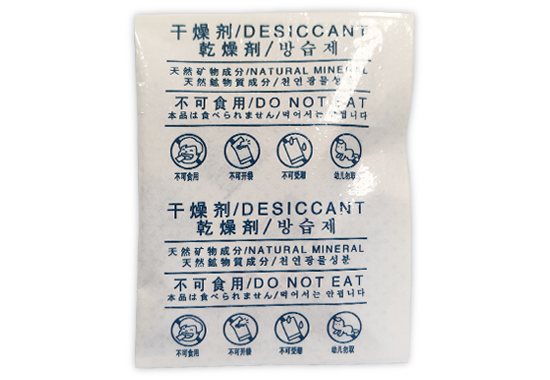 干燥剂/DESICCANT
乾燥剤/방습제
天然矿物成分/NATURAL MINERAL
天然鉱物質成分/천연광물성분
不可食用/DO NOT EAT
本品は食べられません/먹어서는 안됩니다
不可食用 不可开袋 不可受潮 幼儿勿取
干燥剂/DESICCANT
乾燥剤/방습제
天然矿物成分/NATURAL MINERAL
天然鉱物質成分/천연광물성분
不可食用/DO NOT EAT
本品は食べられません/먹어서는 안됩니다
不可食用 不可开袋 不可受潮 幼儿勿取